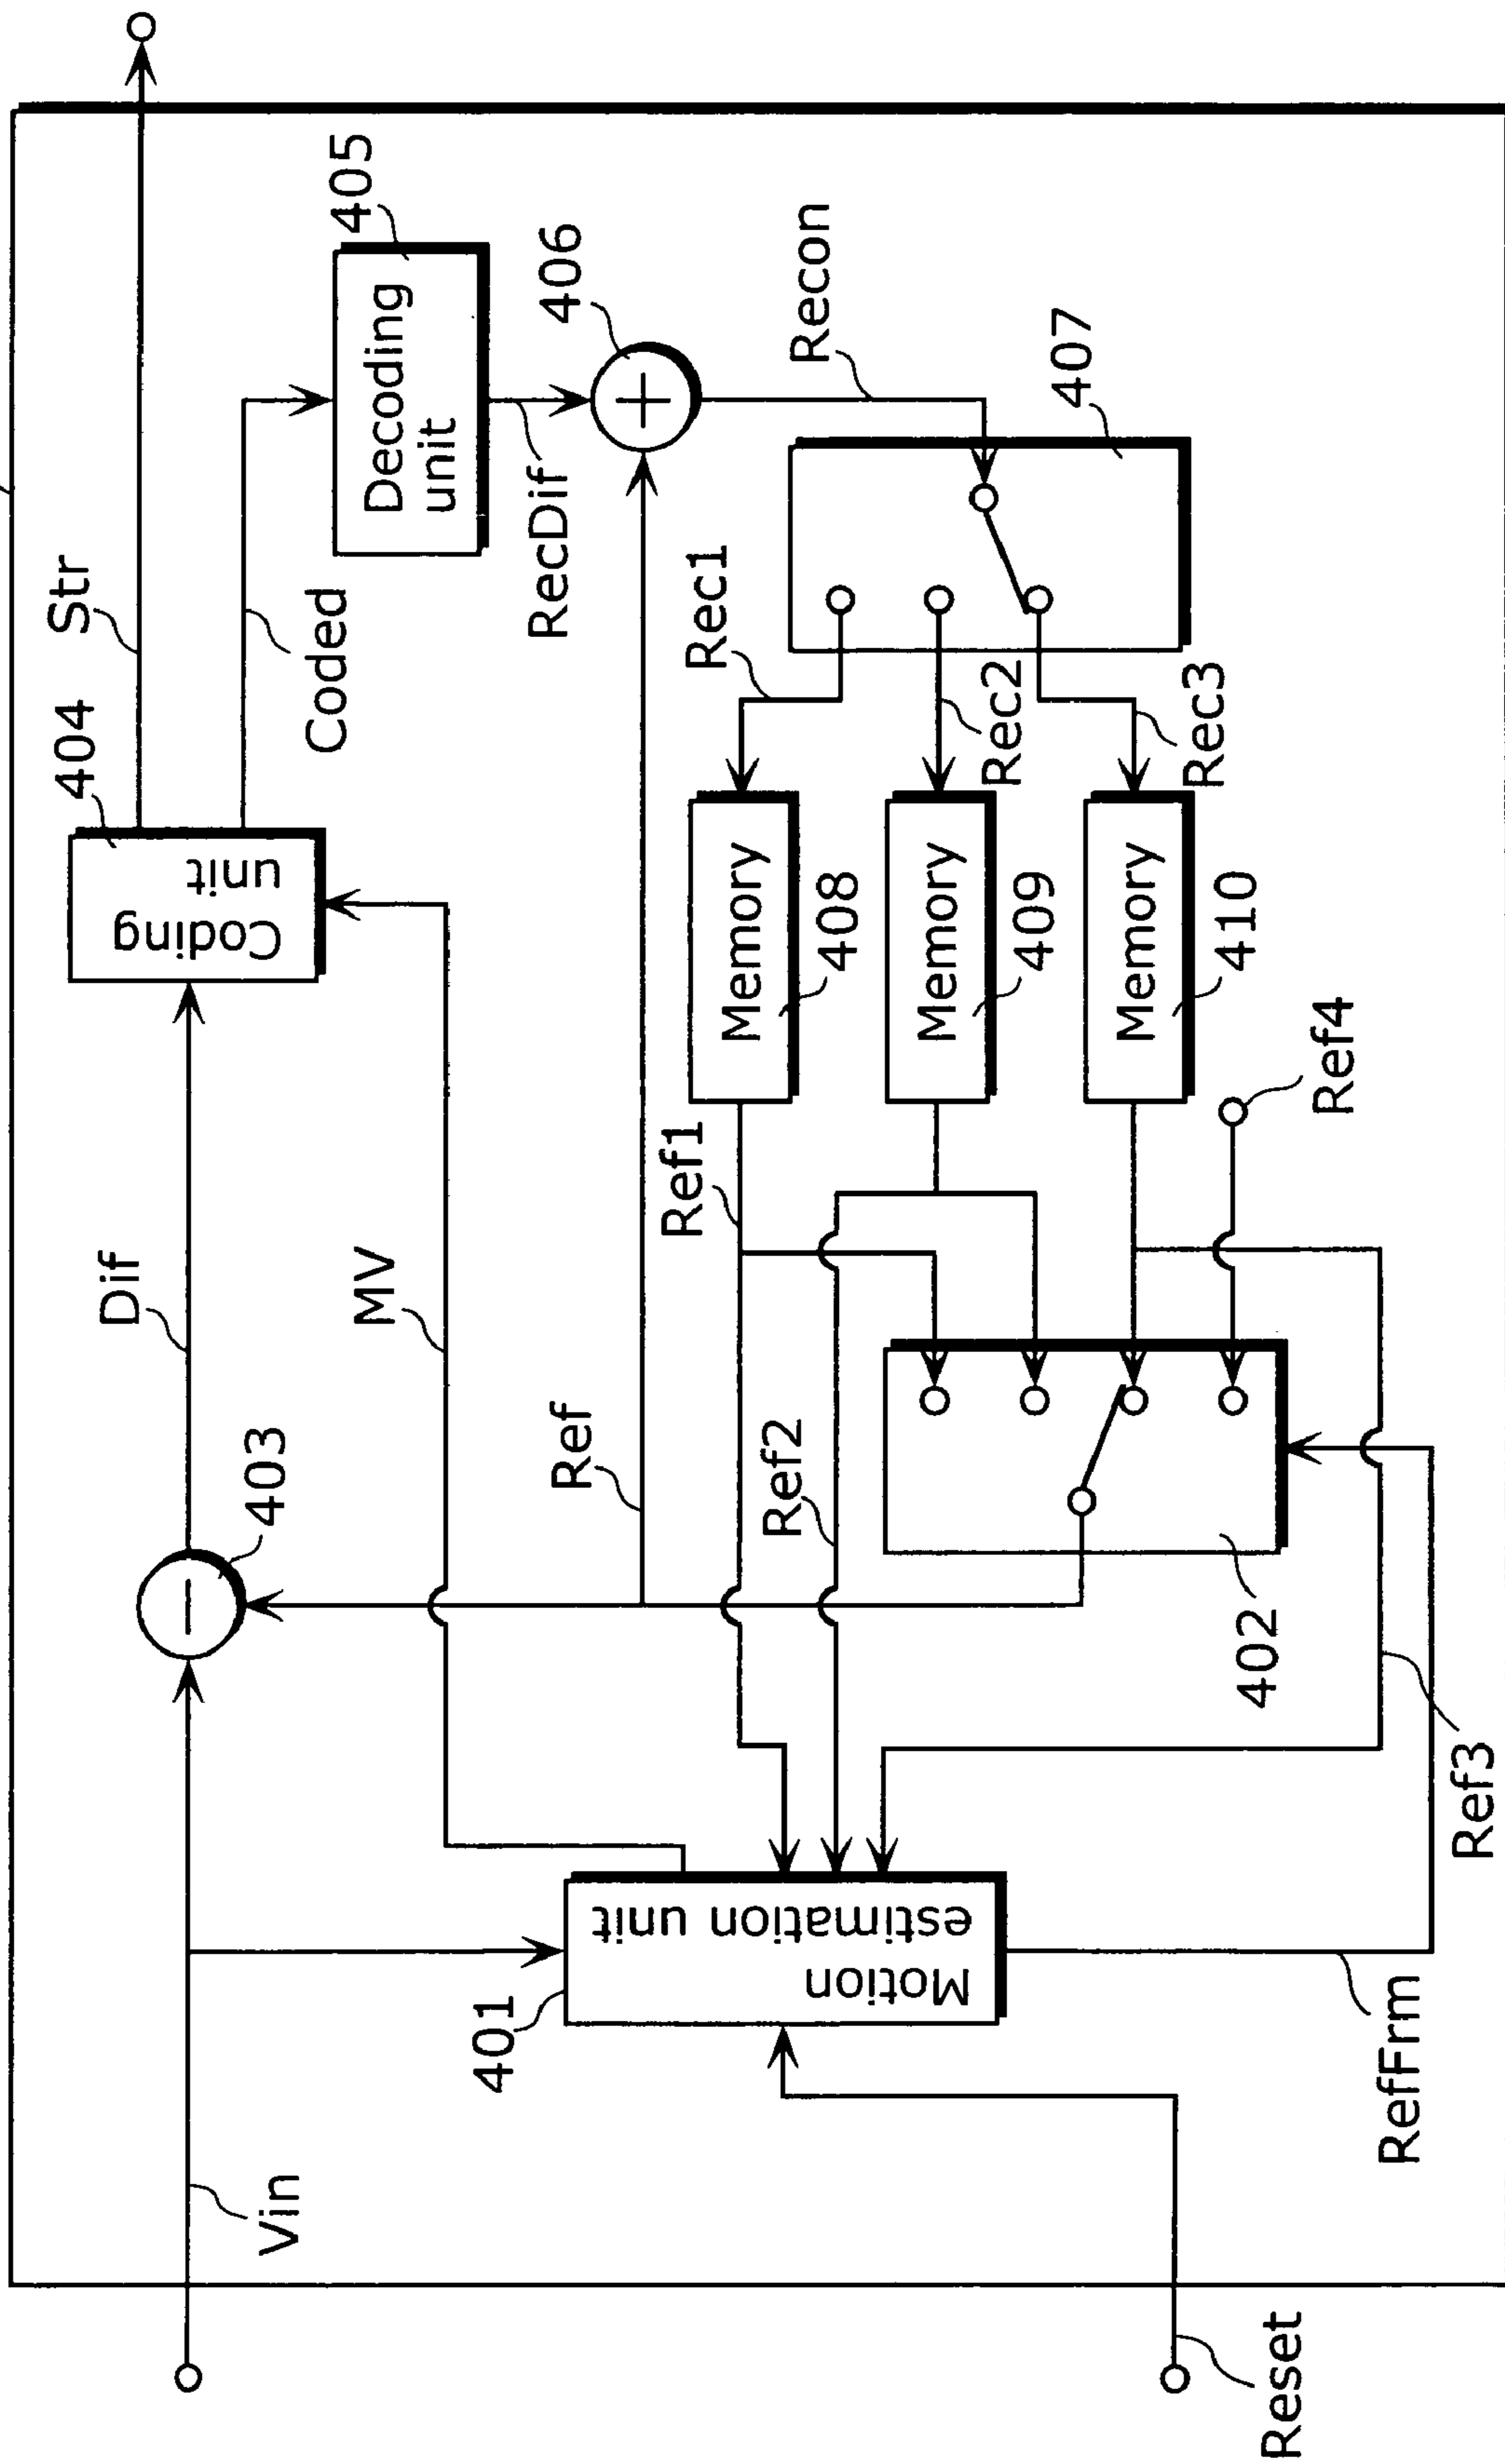 Str
404
Coding
unit
Coded
405
Decoding
unit
RecDif
406
Recon
407
Dif
MV
403
Ref
Rec1
Rec2
Rec3
Memory
408
Memory
409
Memory
410
Ref1
Ref2
Ref4
402
Ref3
Vin
401
Motion
estimation unit
RefFrm
Reset